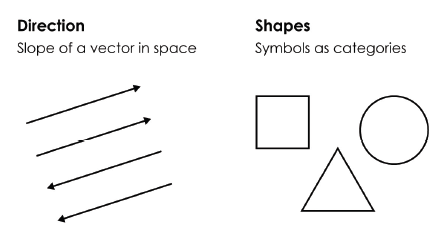 Direction
Slope of a vector in space
Shapes
Symbols as categories